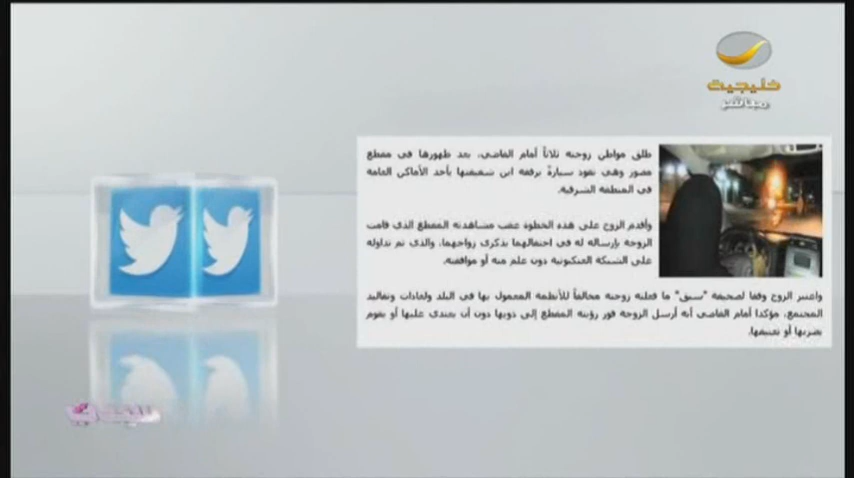 خليجية
مباشر
طلق مواطن زوجته ثلاثاً أمام القاضي، بعد ظهورها في مقطع
مصور وهي تقود سيارة برفقة ابن شقيقتها بأحد الأماكن العامة
في المنطقة الشرقية.
وأقدم الزوج على هذه الخطوة عقب مشاهدته المقطع الذي قامت
الزوجة بإرساله له في احتفالهما بذكرى زواجهما، والذي تم تداوله
على الشبكة العنكبوتية دون علم منه أو موافقته.
واعتبر الزوج وفقا لصحيفة "سبق" ما فعلته زوجته مخالفاً للأنظمة المعمول بها في البلد ولعادات وتقاليد
المجتمع، مؤكدا أمام القاضي أنه أرسل الزوجة فور رؤيته المقطع إلى ذويها دون أن يعتدي عليها أو يقوم
بضربها أو تعنيفها.
سيدتي